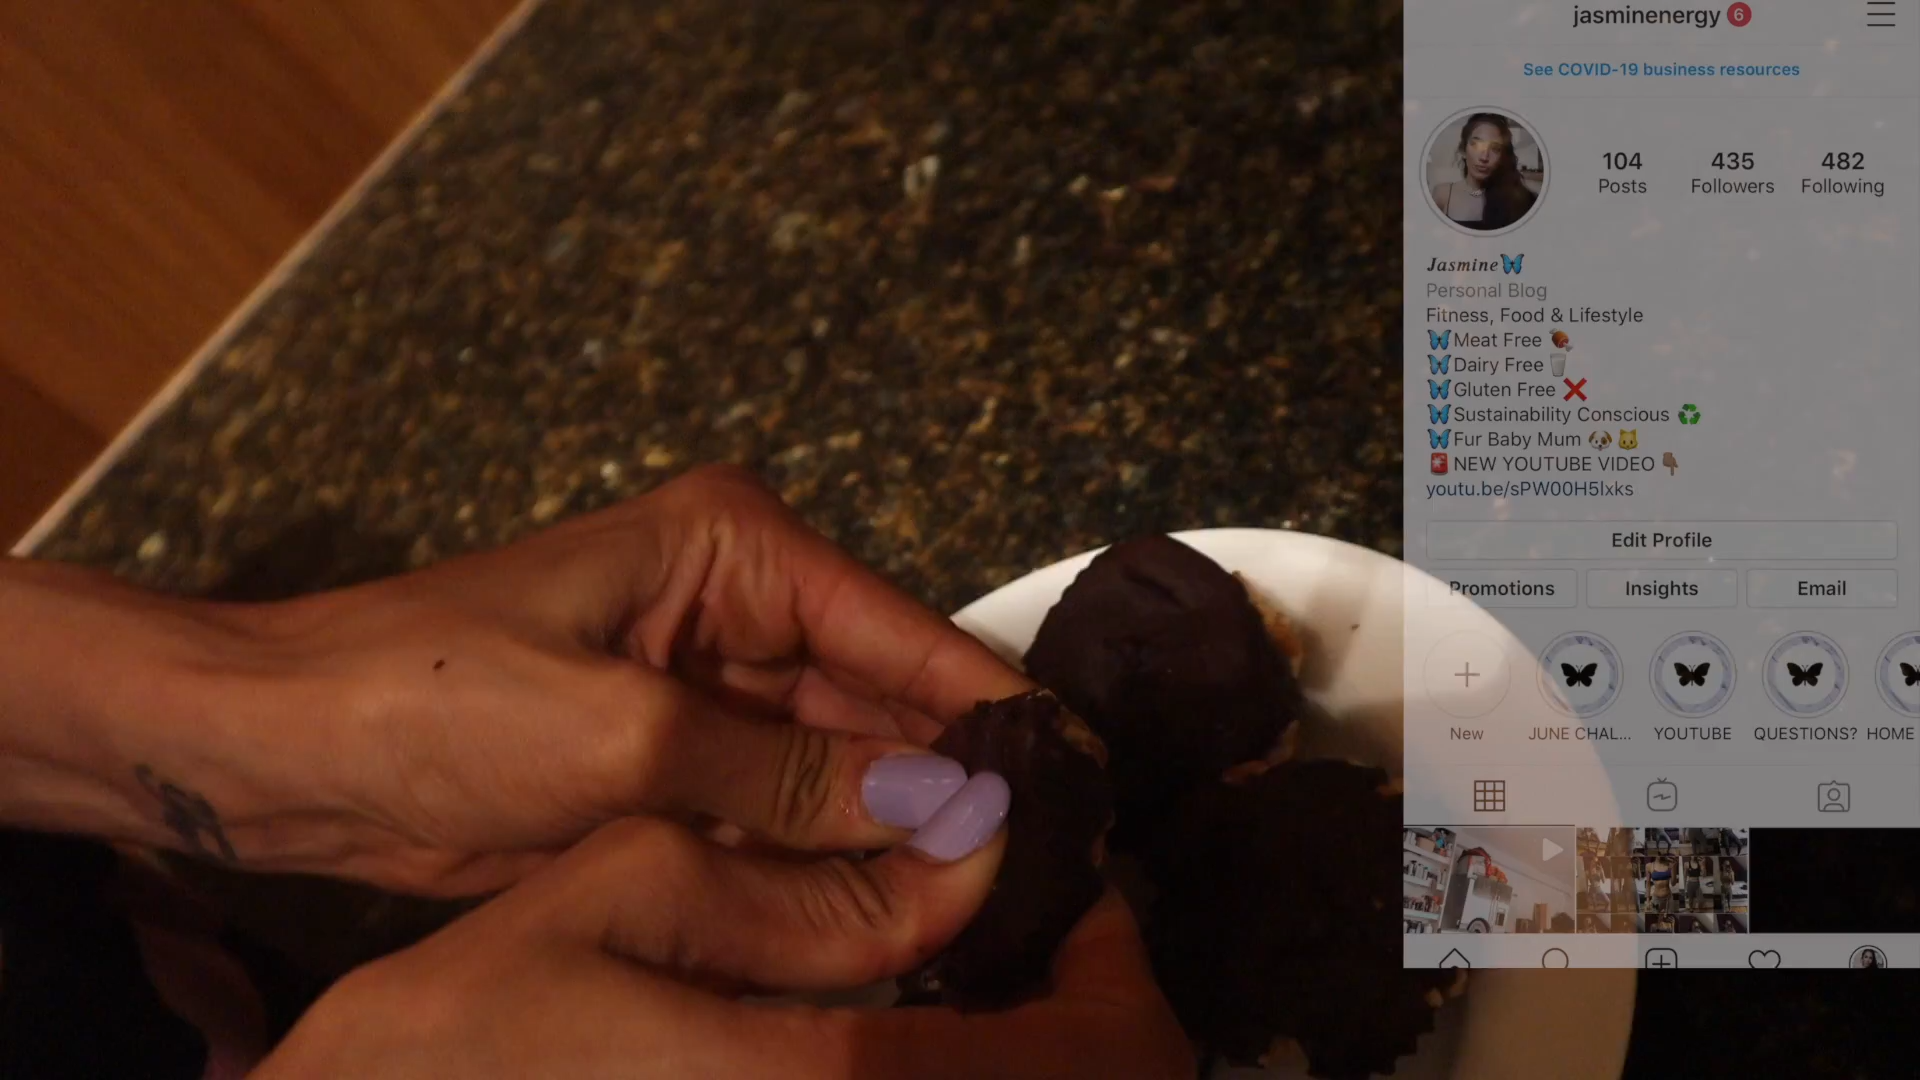 jasminenergy 6
See COVID-19 business resources
104 435 482
Posts Followers Following
Jasmine🦋
Personal Blog
Fitness, Food & Lifestyle
🦋Meat Free 🍖
🦋Dairy Free 🥛
🦋Gluten Free ❌
🦋Sustainability Conscious ♻️
🦋Fur Baby Mum 🐶 🐱
🚨 NEW YOUTUBE VIDEO 👇🏽
youtu.be/sPW00H5lxks
Edit Profile
Promotions Insights Email
New JUNE CHAL... YOUTUBE QUESTIONS? HOME